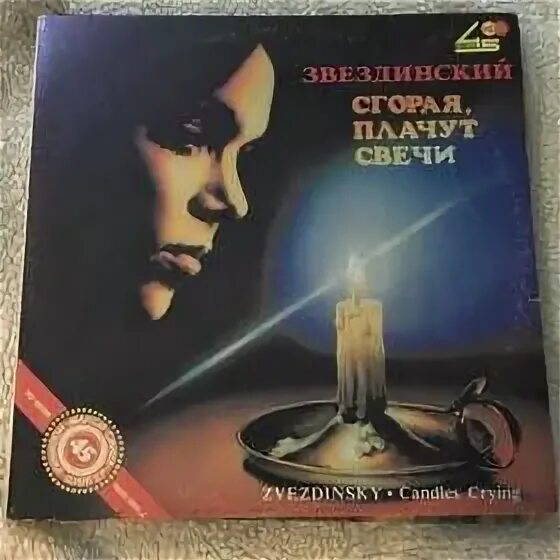 ЗВЕЗДИНСКИЙ
СГОРАЯ,
ПЛАЧУТ
СВЕЧИ
ZVEZDINSKY • Candles Crying